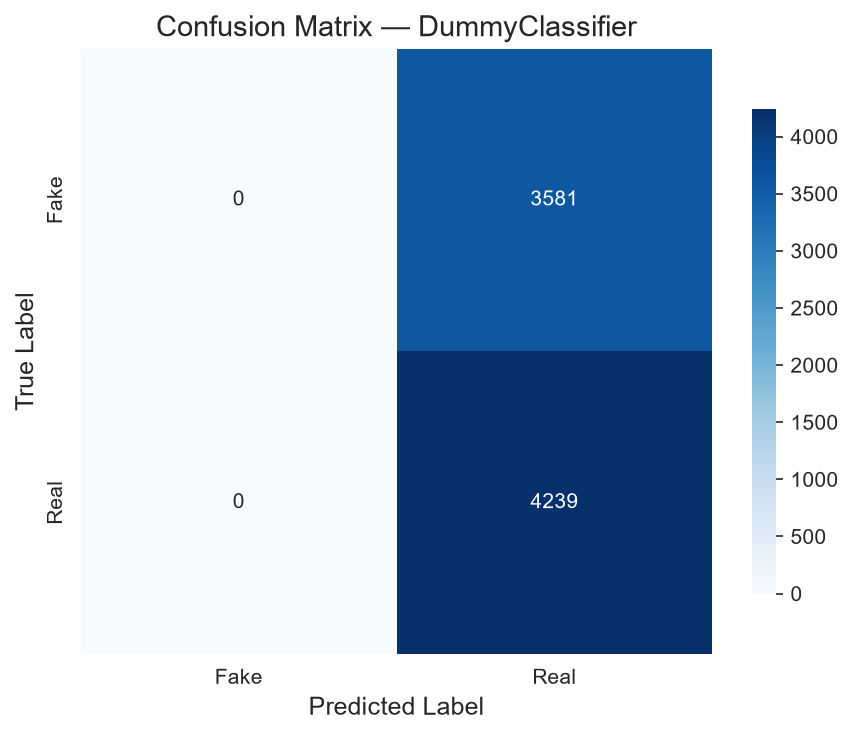 Confusion Matrix — DummyClassifier
True Label
Fake
0
3581
Real
0
4239
Fake
Real
Predicted Label
4000
3500
3000
2500
2000
1500
1000
500
0